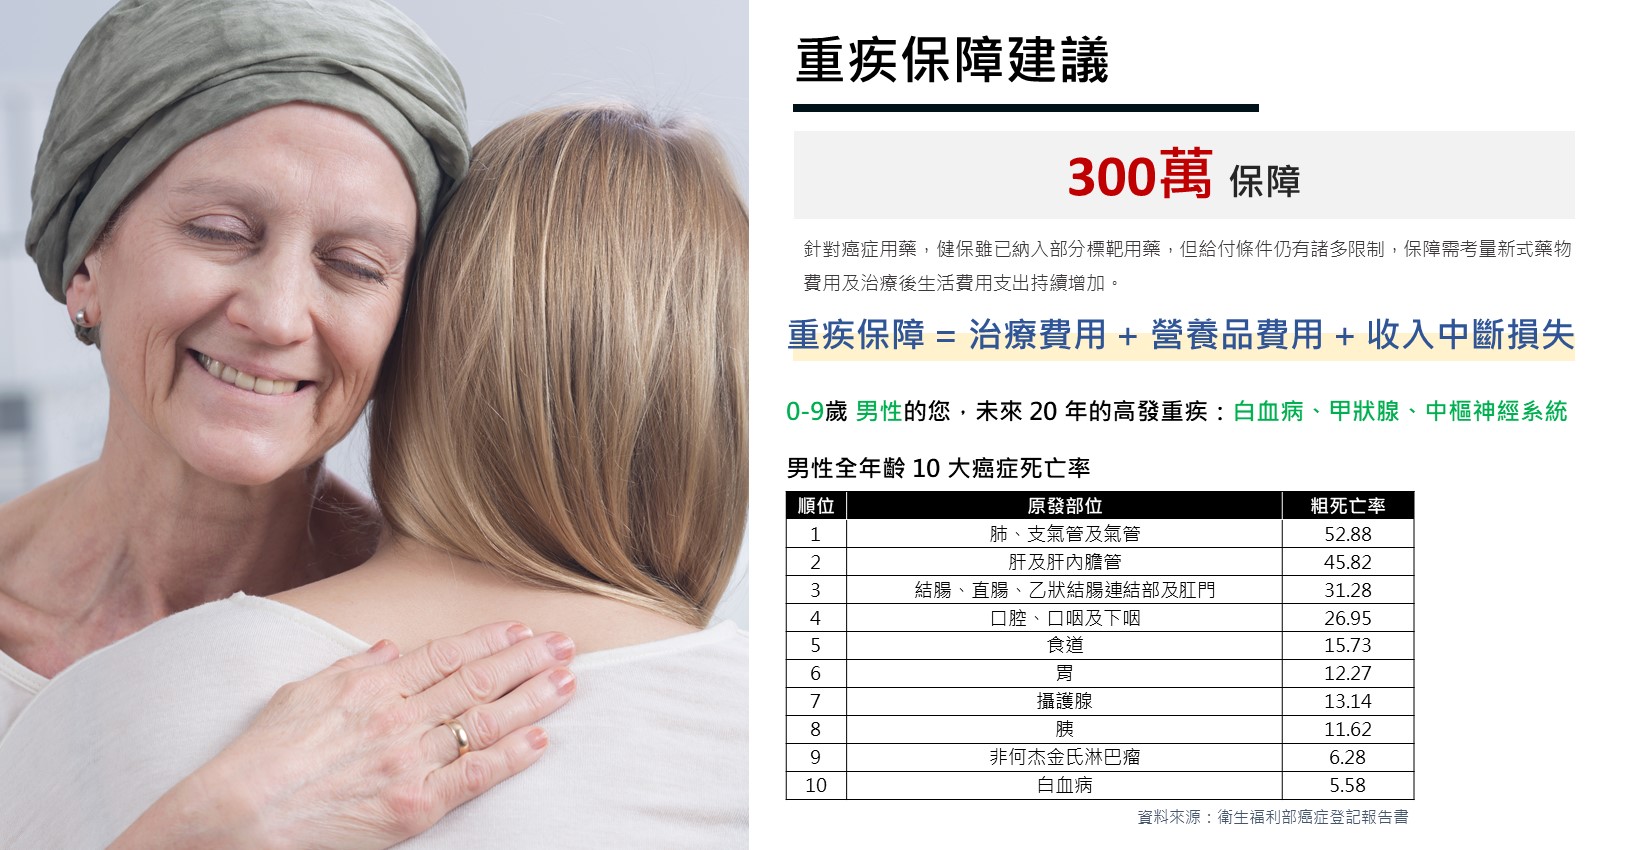 重疾保障建議
300萬 保障
針對癌症用藥，健保雖已納入部分標靶用藥，但給付條件仍有諸多限制，保障需考量新式藥物
費用及治療後生活費用支出持續增加。
重疾保障 = 治療費用 + 營養品費用 + 收入中斷損失
0-9歲 男性的您，未來 20 年的高發重疾：白血病、甲狀腺、中樞神經系統
男性全年齡 10 大癌症死亡率
順位 原發部位 粗死亡率
1 肺、支氣管及氣管 52.88
2 肝及肝內膽管 45.82
3 結腸、直腸、乙狀結腸連結部及肛門 31.28
4 口腔、口咽及下咽 26.95
5 食道 15.73
6 胃 12.27
7 攝護腺 13.14
8 胰 11.62
9 非何杰金氏淋巴瘤 6.28
10 白血病 5.58
資料來源：衛生福利部癌症登記報告書